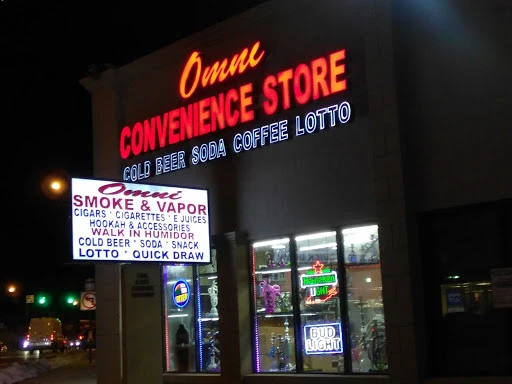 Omni
CONVENIENCE STORE
COLD BEER SODA COFFEE LOTTO
Omni
SMOKE & VAPOR
CIGARS * CIGARETTES * E JUICES
HOOKAH & ACCESSORIES
WALK IN HUMIDOR
COLD BEER * SODA * SNACK
LOTTO * QUICK DRAW
BUD
LIGHT